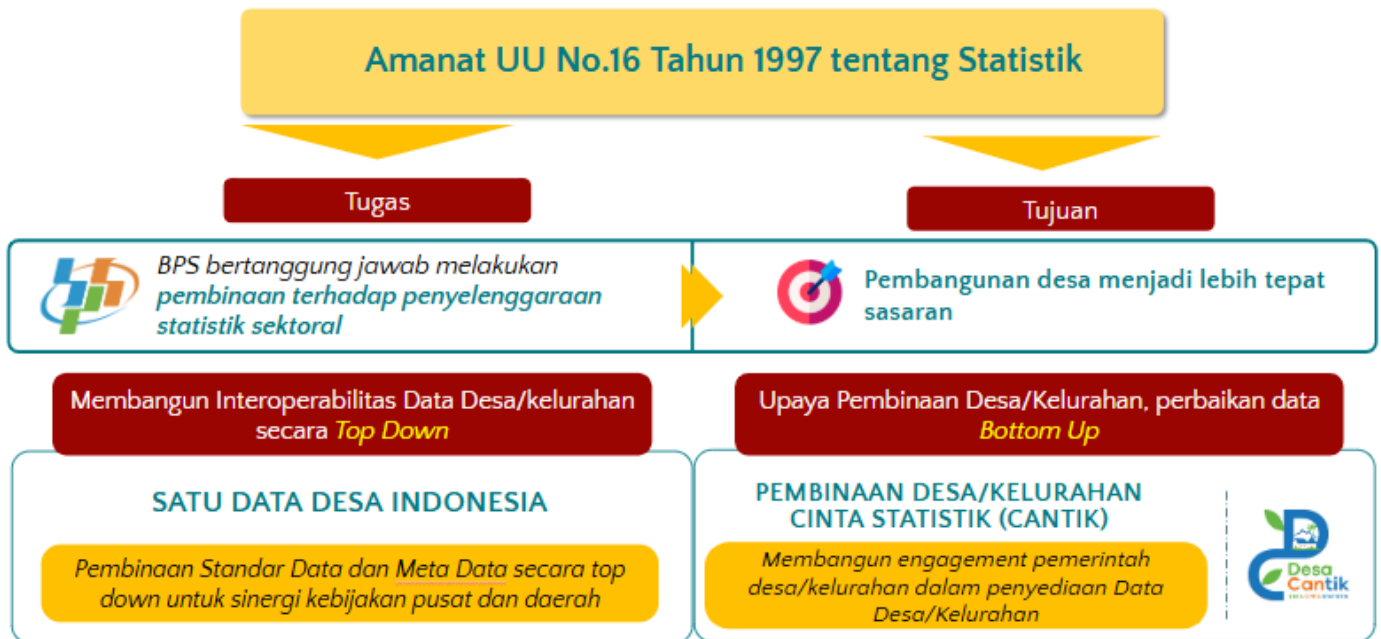 Amanat UU No.16 Tahun 1997 tentang Statistik
Tugas
Tujuan
BPS bertanggung jawab melakukan
pembinaan terhadap penyelenggaraan
statistik sektoral
Pembangunan desa menjadi lebih tepat
sasaran
Membangun Interoperabilitas Data Desa/kelurahan
secara Top Down
Upaya Pembinaan Desa/Kelurahan, perbaikan data
Bottom Up
SATU DATA DESA INDONESIA
Pembinaan Standar Data dan Meta Data secara top
down untuk sinergi kebijakan pusat dan daerah
PEMBINAAN DESA/KELURAHAN
CINTA STATISTIK (CANTIK)
Membangun engagement pemerintah
desa/kelurahan dalam penyediaan Data
Desa/Kelurahan
Desa
Cantik